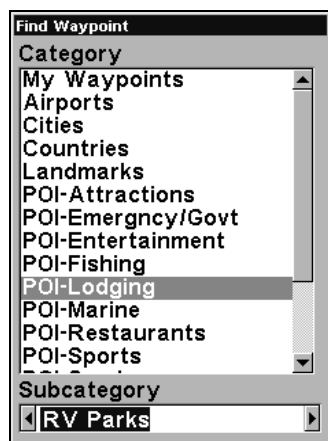 Find Waypoint
Category
My Waypoints
Airports
Cities
Countries
Landmarks
POI-Attractions
POI-Emergncy/Govt
POI-Entertainment
POI-Fishing
POI-Lodging
POI-Marine
POI-Restaurants
POI-Sports
Subcategory
RV Parks